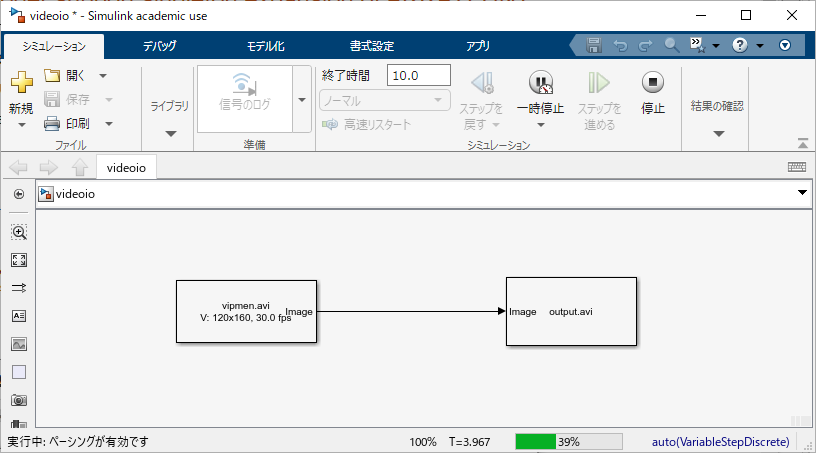 videoio * - Simulink academic use
シミュレーション
デバッグ
モデル化
書式設定
アプリ
新規
開く
保存
印刷
ファイル
ライブラリ
信号のログ
準備
終了時間 10.0
ノーマル
高速リスタート
ステップを
戻す
一時停止
ステップを
進める
停止
シミュレーション
結果の確認
videoio
videoio
vipmen.avi
V: 120x160, 30.0 fps
Image
Image
output.avi
実行中: ペーシングが有効です
100%
T=3.967
39%
auto(VariableStepDiscrete)